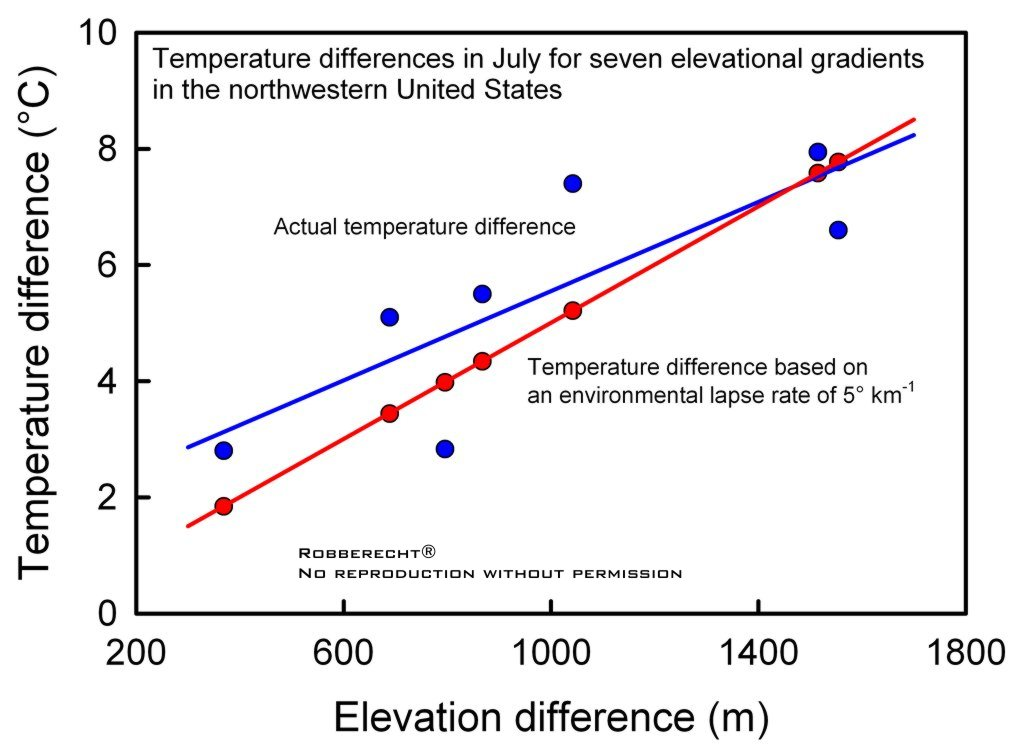 Temperature differences in July for seven elevational gradients
in the northwestern United States
Temperature difference (°C)
10
8
6
4
2
0
Actual temperature difference
Temperature difference based on
an environmental lapse rate of 5° km⁻¹
Robberecht®
No reproduction without permission
200 600 1000 1400 1800
Elevation difference (m)